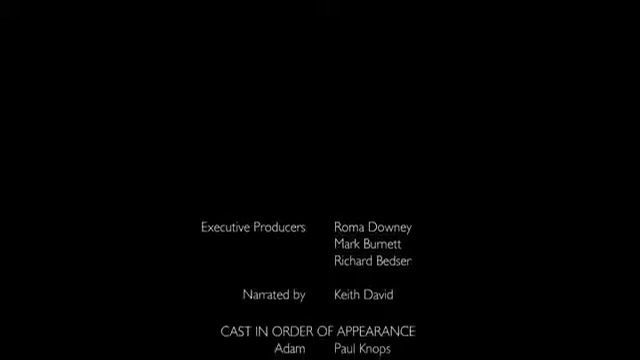 Executive Producers Roma Downey
Mark Burnett
Richard Bedser
Narrated by Keith David
CAST IN ORDER OF APPEARANCE
Adam Paul Knops